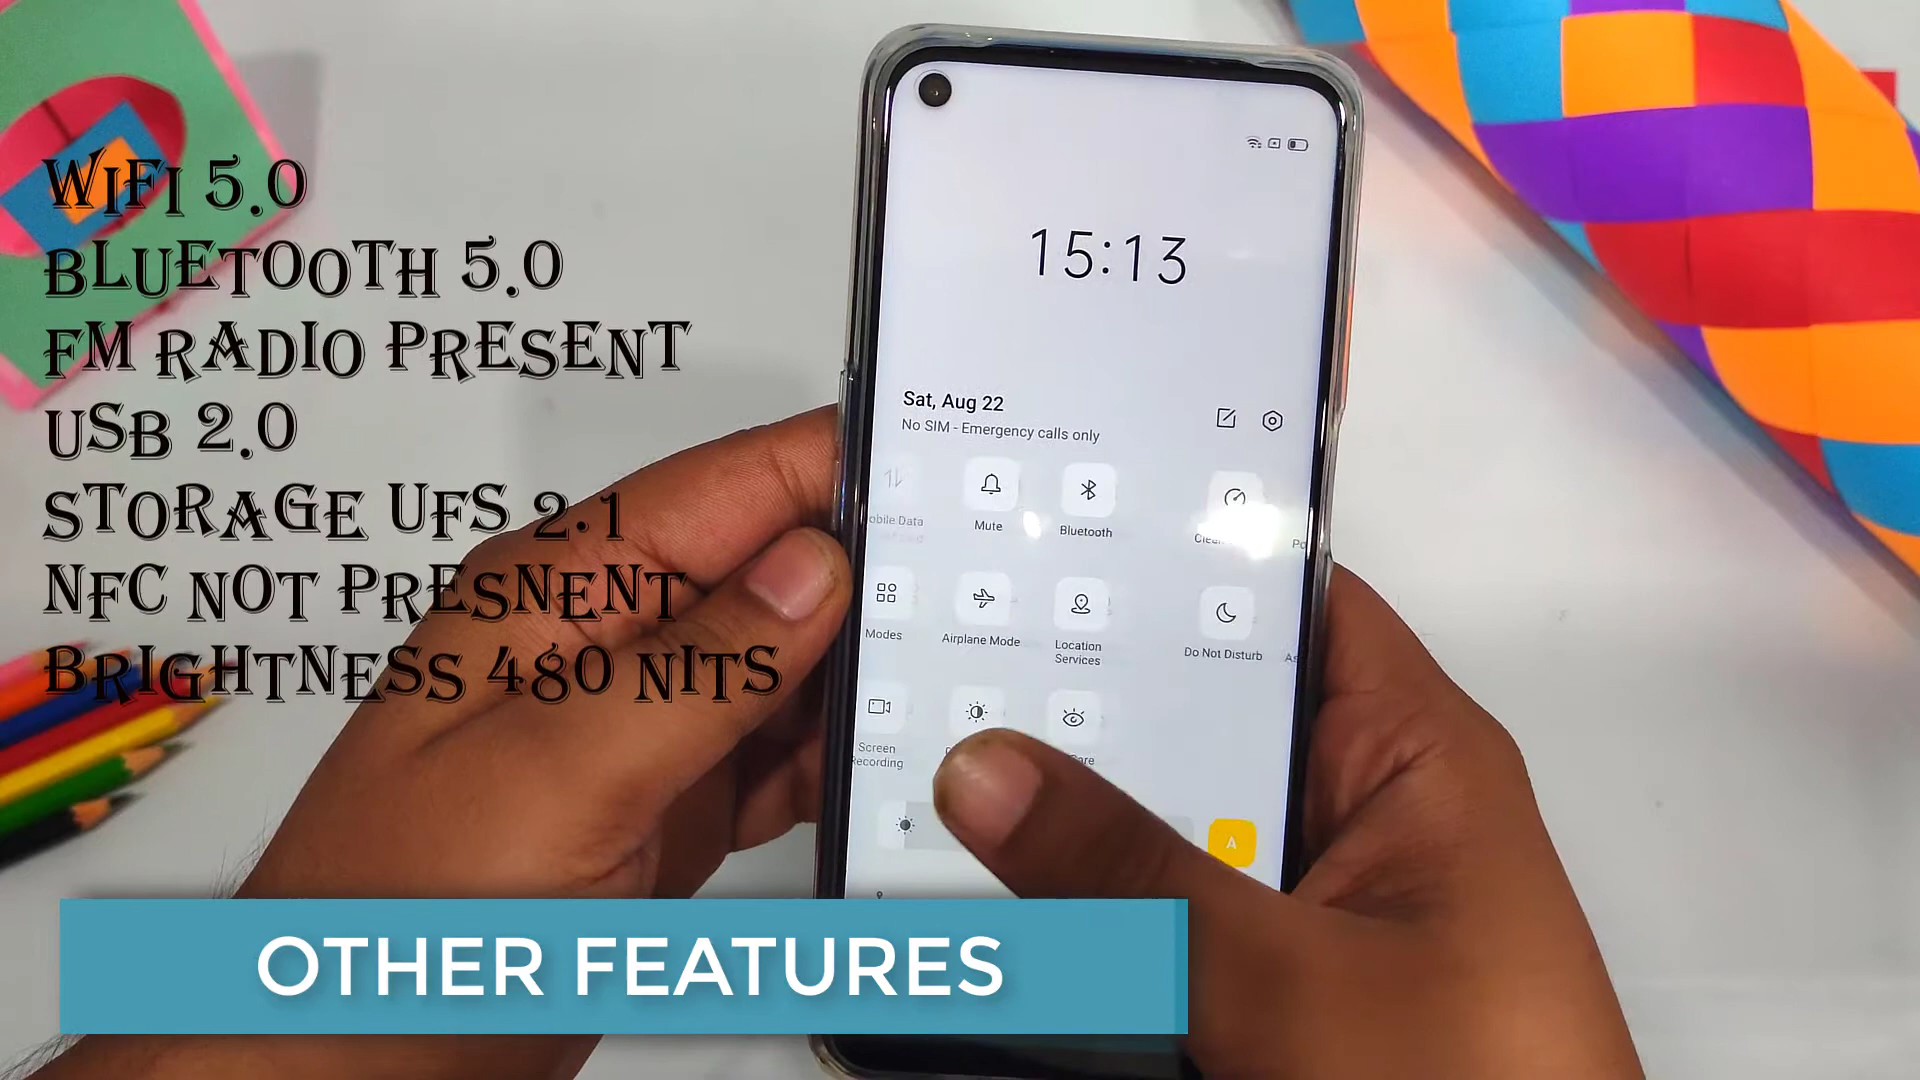 WIFI 5.0
BLUETOOTH 5.0
FM RADIO PRESENT
USB 2.0
STORAGE UFS 2.1
NFC NOT PRESNENT
BRIGHTNESS 480 NITS
15:13
Sat, Aug 22
No SIM - Emergency calls only
obile Data
Mute
Bluetooth
Modes
Airplane Mode
Location
Services
Do Not Disturb
Screen
Recording
A
OTHER FEATURES